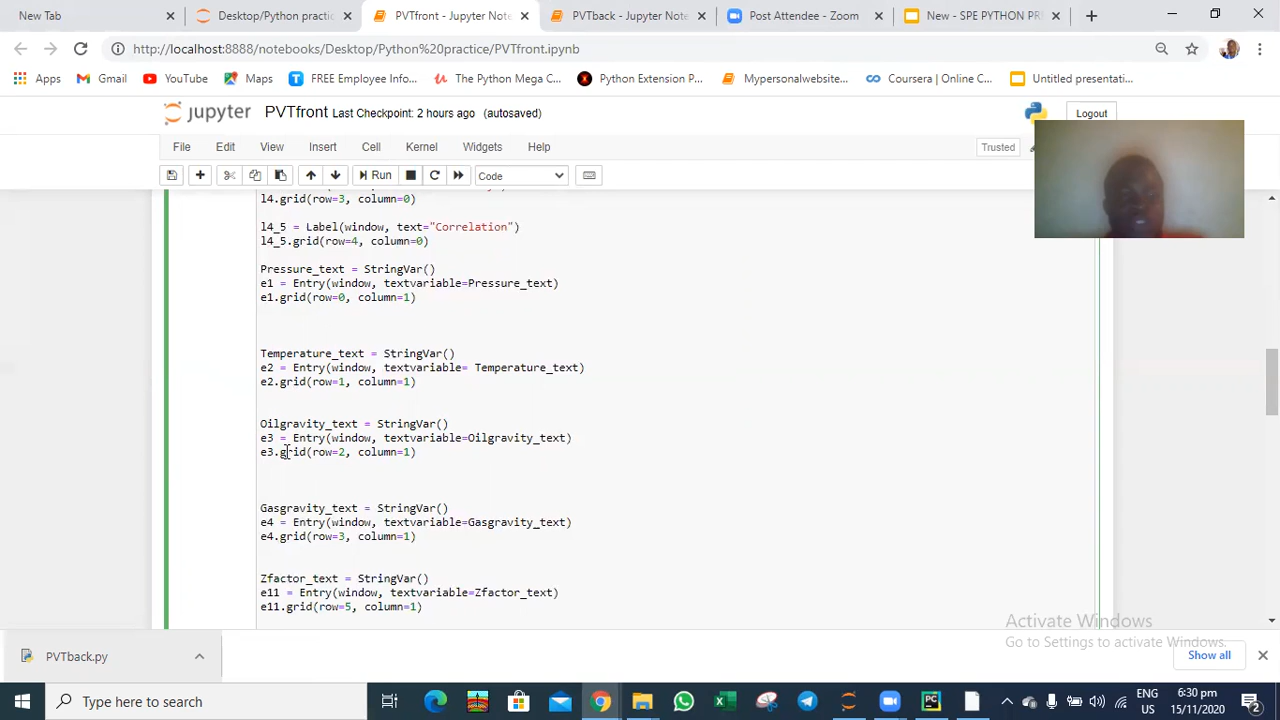 New Tab
Desktop/Python practic
PVTfront - Jupyter Note
PVTback - Jupyter Note
Post Attendee - Zoom
New - SPE PYTHON PR
http://localhost:8888/notebooks/Desktop/Python%20practice/PVTfront.ipynb
Apps
Gmail
YouTube
Maps
FREE Employee Info...
The Python Mega C...
Python Extension P...
Mypersonalwebsite...
Coursera | Online C...
Untitled presentati...
jupyter PVTfront Last Checkpoint: 2 hours ago (autosaved)
Logout
File Edit View Insert Cell Kernel Widgets Help
Trusted
Run
Code
l4.grid(row=3, column=0)
l4_5 = Label(window, text="Correlation")
l4_5.grid(row=4, column=0)
Pressure_text = StringVar()
e1 = Entry(window, textvariable=Pressure_text)
e1.grid(row=0, column=1)
Temperature_text = StringVar()
e2 = Entry(window, textvariable= Temperature_text)
e2.grid(row=1, column=1)
Oilgravity_text = StringVar()
e3 = Entry(window, textvariable=Oilgravity_text)
e3.grid(row=2, column=1)
Gasgravity_text = StringVar()
e4 = Entry(window, textvariable=Gasgravity_text)
e4.grid(row=3, column=1)
Zfactor_text = StringVar()
e11 = Entry(window, textvariable=Zfactor_text)
e11.grid(row=5, column=1)
Activate Windows
Go to Settings to activate Windows.
PVTback.py
Show all
Type here to search
ENG
US
6:30 pm
15/11/2020
2